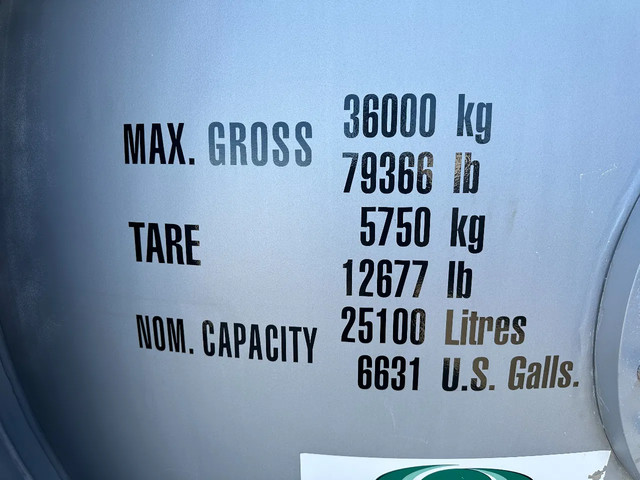 MAX. GROSS 36000 kg
79366 lb
TARE 5750 kg
12677 lb
NOM. CAPACITY 25100 Litres
6631 U.S. Galls.